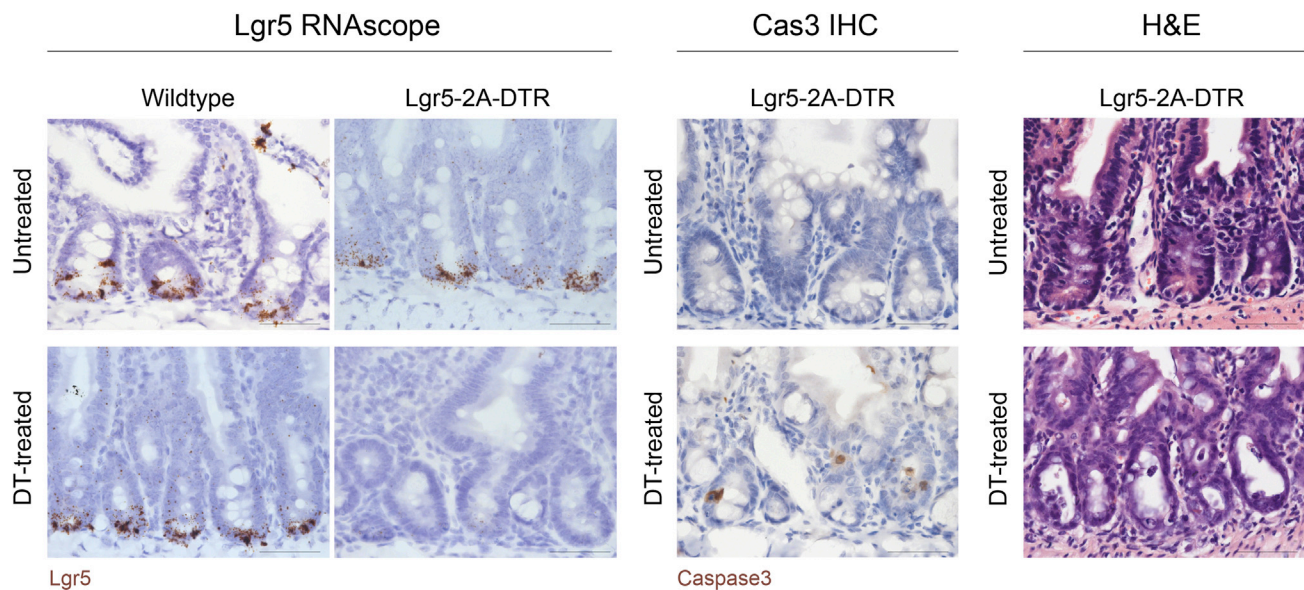 Lgr5 RNAscope
Cas3 IHC
H&E
Wildtype
Lgr5-2A-DTR
Lgr5-2A-DTR
Lgr5-2A-DTR
Untreated
Untreated
Untreated
DT-treated
DT-treated
DT-treated
Lgr5
Caspase3